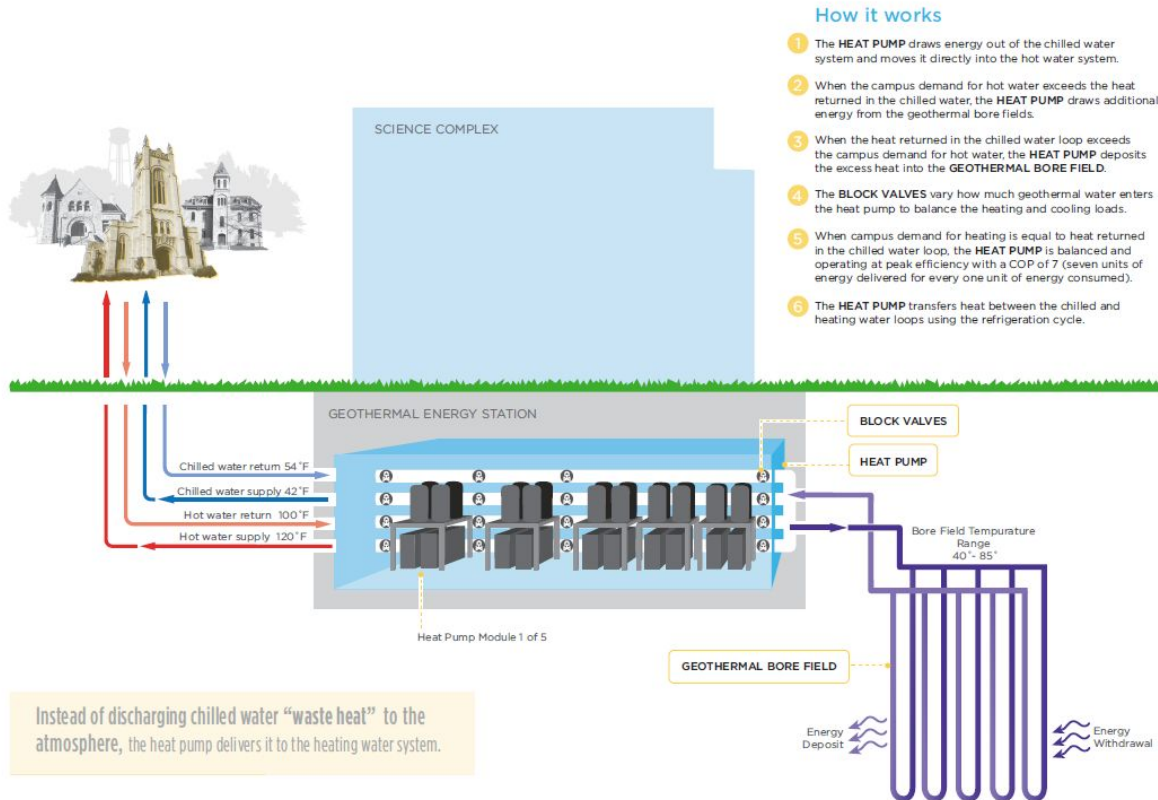 How it works
1
The HEAT PUMP draws energy out of the chilled water
system and moves it directly into the hot water system.
2
When the campus demand for hot water exceeds the heat
returned in the chilled water, the HEAT PUMP draws additional
energy from the geothermal bore fields.
3
When the heat returned in the chilled water loop exceeds
the campus demand for hot water, the HEAT PUMP deposits
the excess heat into the GEOTHERMAL BORE FIELD.
4
The BLOCK VALVES vary how much geothermal water enters
the heat pump to balance the heating and cooling loads.
5
When campus demand for heating is equal to heat returned
in the chilled water loop, the HEAT PUMP is balanced and
operating at peak efficiency with a COP of 7 (seven units of
energy delivered for every one unit of energy consumed).
6
The HEAT PUMP transfers heat between the chilled and
heating water loops using the refrigeration cycle.
SCIENCE COMPLEX
GEOTHERMAL ENERGY STATION
BLOCK VALVES
HEAT PUMP
Chilled water return 54˚F
Chilled water supply 42˚F
Hot water return 100˚F
Hot water supply 120˚F
Bore Field Tempurature
Range
40˚- 85˚
Heat Pump Module 1 of 5
GEOTHERMAL BORE FIELD
Instead of discharging chilled water “waste heat” to the
atmosphere, the heat pump delivers it to the heating water system.
Energy
Deposit
Energy
Withdrawal